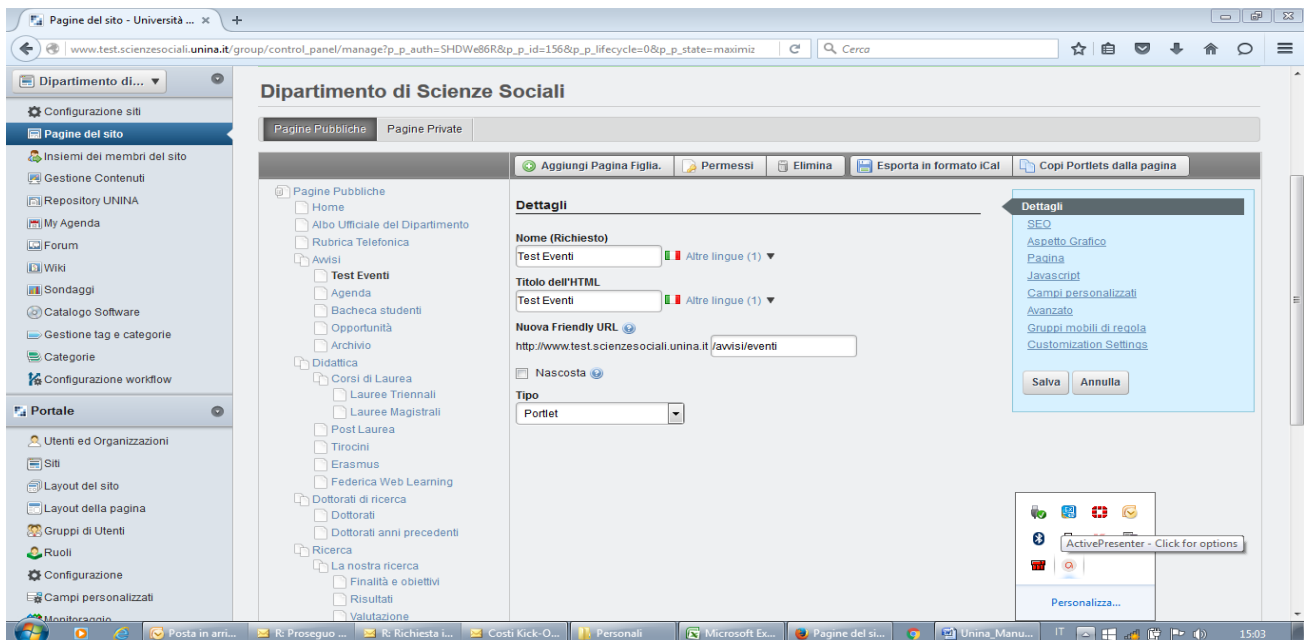 Pagine del sito - Università ...
www.test.scienzesociali.unina.it/group/control_panel/manage?p_p_auth=SHDWe86R&p_p_id=156&p_p_lifecycle=0&p_p_state=maximiz
Cerca
Dipartimento di... ▼
Configurazione siti
Pagine del sito
Insiemi dei membri del sito
Gestione Contenuti
Repository UNINA
My Agenda
Forum
Wiki
Sondaggi
Catalogo Software
Gestione tag e categorie
Categorie
Configurazione workflow
Portale
Utenti ed Organizzazioni
Siti
Layout del sito
Layout della pagina
Gruppi di Utenti
Ruoli
Configurazione
Campi personalizzati
Monitoraggio
Dipartimento di Scienze Sociali
Pagine Pubbliche Pagine Private
Aggiungi Pagina Figlia. Permessi Elimina Esporta in formato iCal Copi Portlets dalla pagina
Pagine Pubbliche
Home
Albo Ufficiale del Dipartimento
Rubrica Telefonica
Avvisi
Test Eventi
Agenda
Bacheca studenti
Opportunità
Archivio
Didattica
Corsi di Laurea
Lauree Triennali
Lauree Magistrali
Post Laurea
Tirocini
Erasmus
Federica Web Learning
Dottorati di ricerca
Dottorati
Dottorati anni precedenti
Ricerca
La nostra ricerca
Finalità e obiettivi
Risultati
Valutazione
Dettagli
Nome (Richiesto)
Test Eventi Altre lingue (1) ▼
Titolo dell'HTML
Test Eventi Altre lingue (1) ▼
Nuova Friendly URL
http://www.test.scienzesociali.unina.it /avvisi/eventi
Nascosta
Tipo
Portlet
Dettagli
SEO
Aspetto Grafico
Pagina
Javascript
Campi personalizzati
Avanzato
Gruppi mobili di regola
Customization Settings
Salva Annulla
ActivePresenter - Click for options
Personalizza...
Posta in arri... R: Proseguo ... R: Richiesta i... Costi Kick-O... Personali Microsoft Ex... Pagine del si... Unina_Manu... IT 15:03